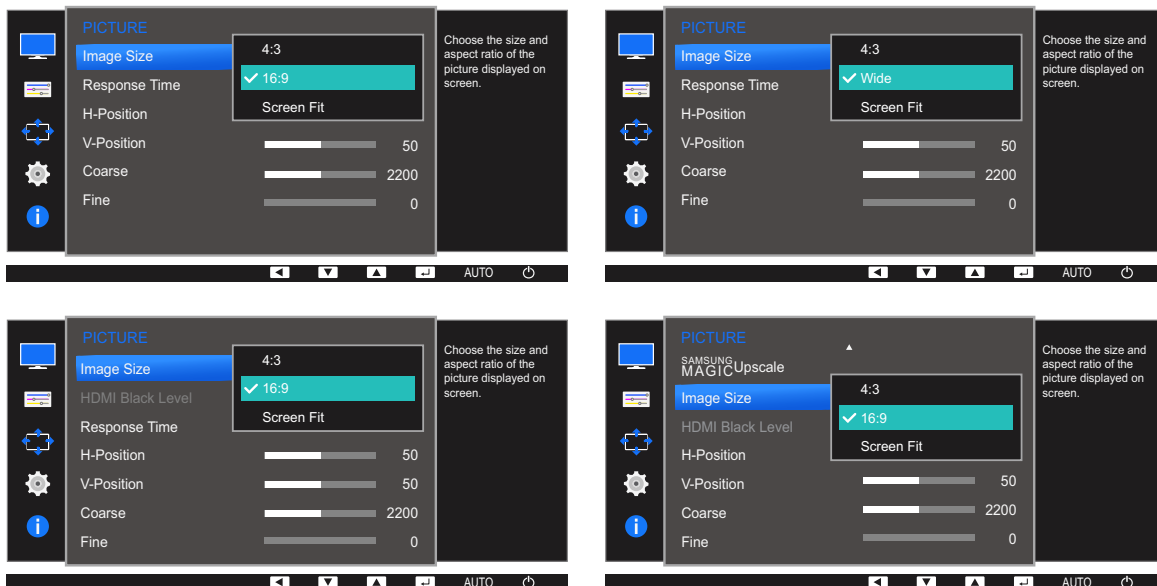 PICTURE
Image Size
4:3
Response Time
16:9
H-Position
Screen Fit
V-Position 50
Coarse 2200
Fine 0
Choose the size and
aspect ratio of the
picture displayed on
screen.
AUTO
PICTURE
Image Size
4:3
Response Time
Wide
H-Position
Screen Fit
V-Position 50
Coarse 2200
Fine 0
Choose the size and
aspect ratio of the
picture displayed on
screen.
AUTO
PICTURE
Image Size
4:3
HDMI Black Level
16:9
Response Time
Screen Fit
H-Position 50
V-Position 50
Coarse 2200
Fine 0
Choose the size and
aspect ratio of the
picture displayed on
screen.
AUTO
PICTURE
SAMSUNG
MAGICUpscale
Image Size
4:3
HDMI Black Level
16:9
H-Position
Screen Fit
V-Position 50
Coarse 2200
Fine 0
Choose the size and
aspect ratio of the
picture displayed on
screen.
AUTO